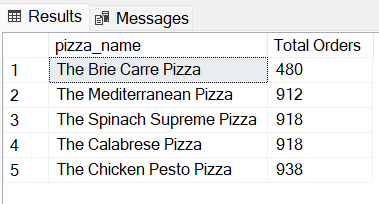 Results Messages
pizza_name Total Orders
1 The Brie Carre Pizza 480
2 The Mediterranean Pizza 912
3 The Spinach Supreme Pizza 918
4 The Calabrese Pizza 918
5 The Chicken Pesto Pizza 938